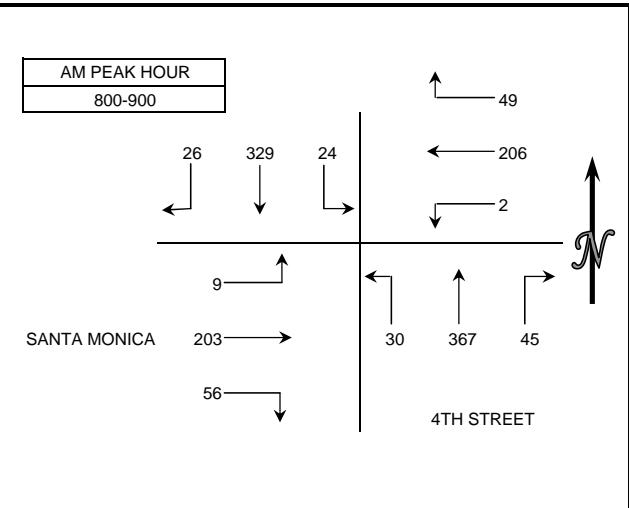 AM PEAK HOUR
800-900
49
26 329 24 206
2
9
N
SANTA MONICA 203 30 367 45
56
4TH STREET